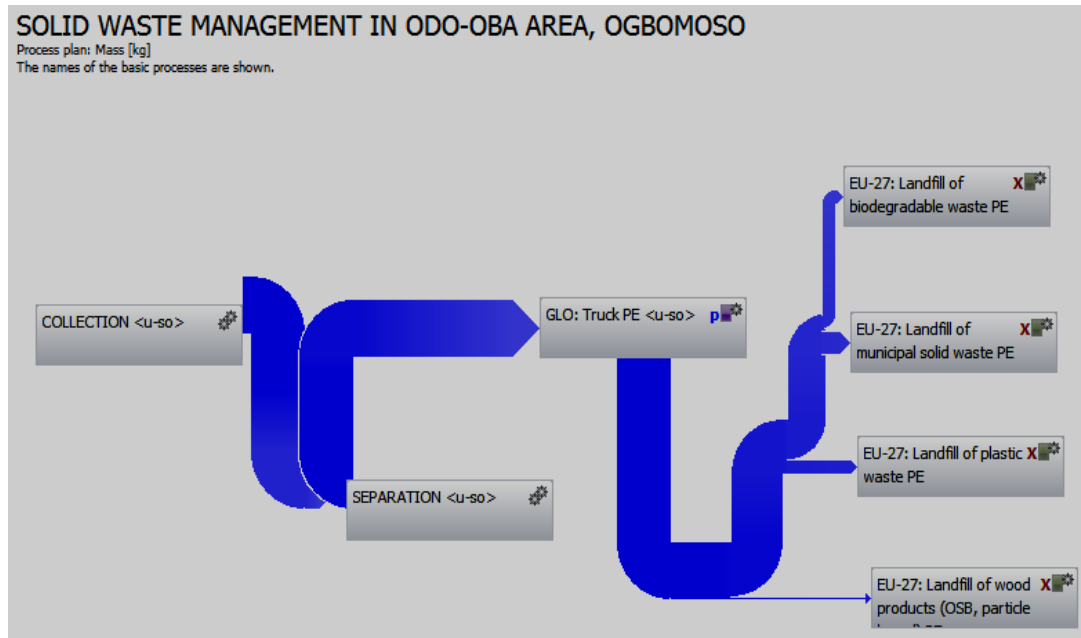 SOLID WASTE MANAGEMENT IN ODO-OBA AREA, OGBOMOSO
Process plan: Mass [kg]
The names of the basic processes are shown.
EU-27: Landfill of X
biodegradable waste PE
COLLECTION <u-so>
GLO: Truck PE <u-so> p
EU-27: Landfill of X
municipal solid waste PE
SEPARATION <u-so>
EU-27: Landfill of plastic X
waste PE
EU-27: Landfill of wood X
products (OSB, particle